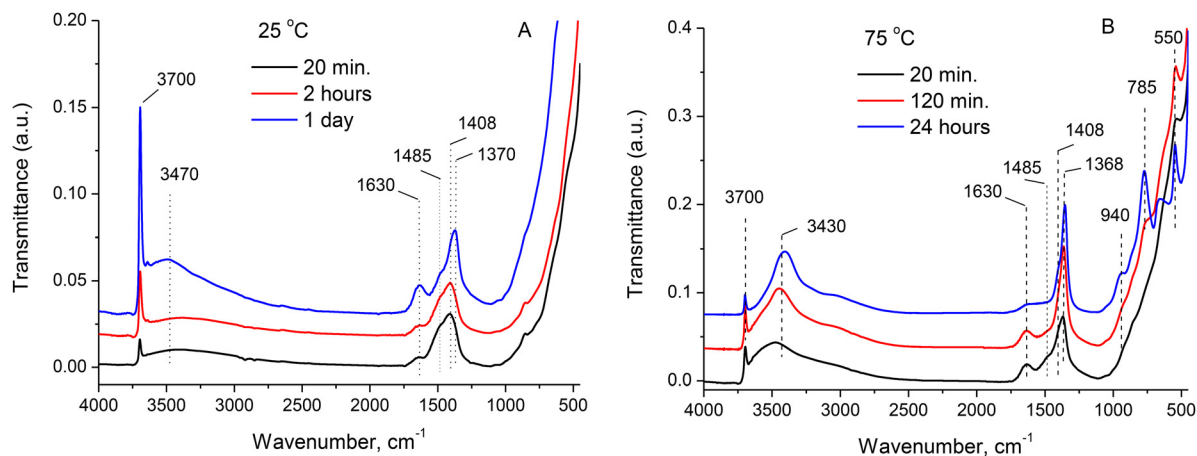 25 °C
A
20 min.
2 hours
1 day
3700
3470
1630
1485
1408
1370
0.20
0.15
0.10
0.05
0.00
Transmittance (a.u.)
4000 3500 3000 2500 2000 1500 1000 500
Wavenumber, cm⁻¹
75 °C
B
20 min.
120 min.
24 hours
3700
3430
1630
1485
1408
1368
940
785
550
0.4
0.3
0.2
0.1
0.0
Transmittance (a.u.)
4000 3500 3000 2500 2000 1500 1000 500
Wavenumber, cm⁻¹